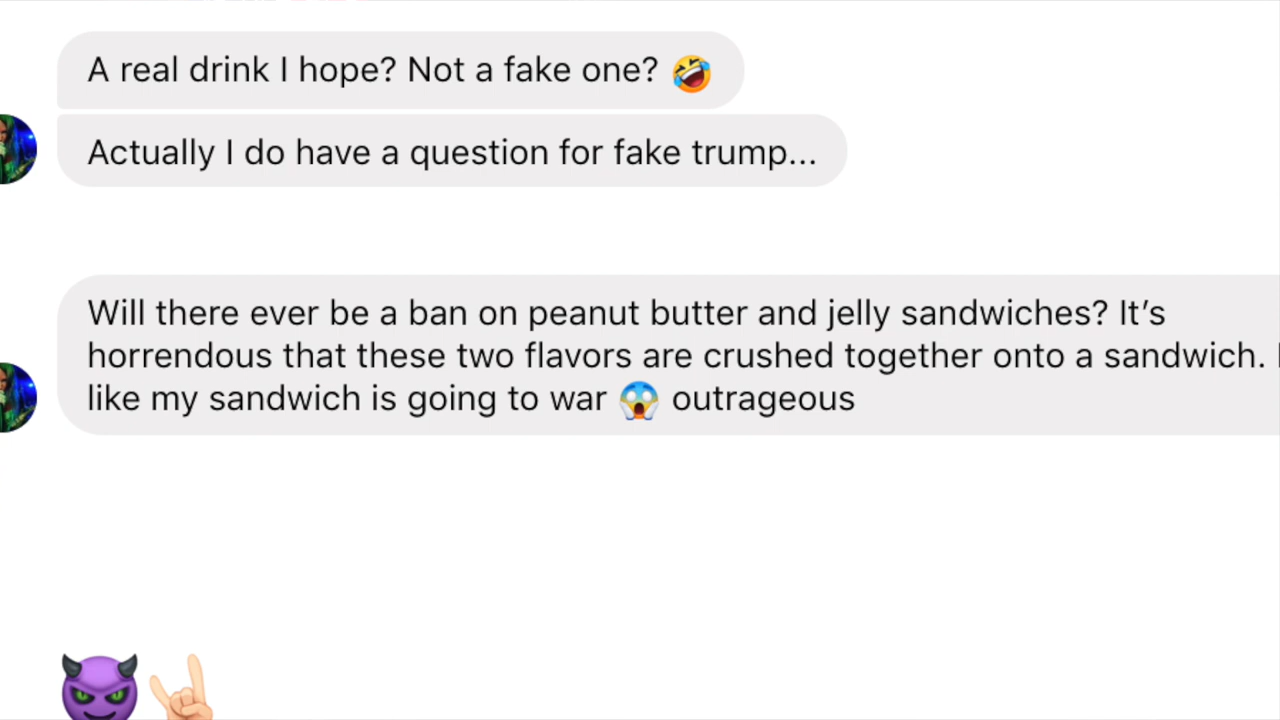 A real drink I hope? Not a fake one? 🤣
Actually I do have a question for fake trump...
Will there ever be a ban on peanut butter and jelly sandwiches? It’s
horrendous that these two flavors are crushed together onto a sandwich.
like my sandwich is going to war 😱 outrageous
😈🤘🏻